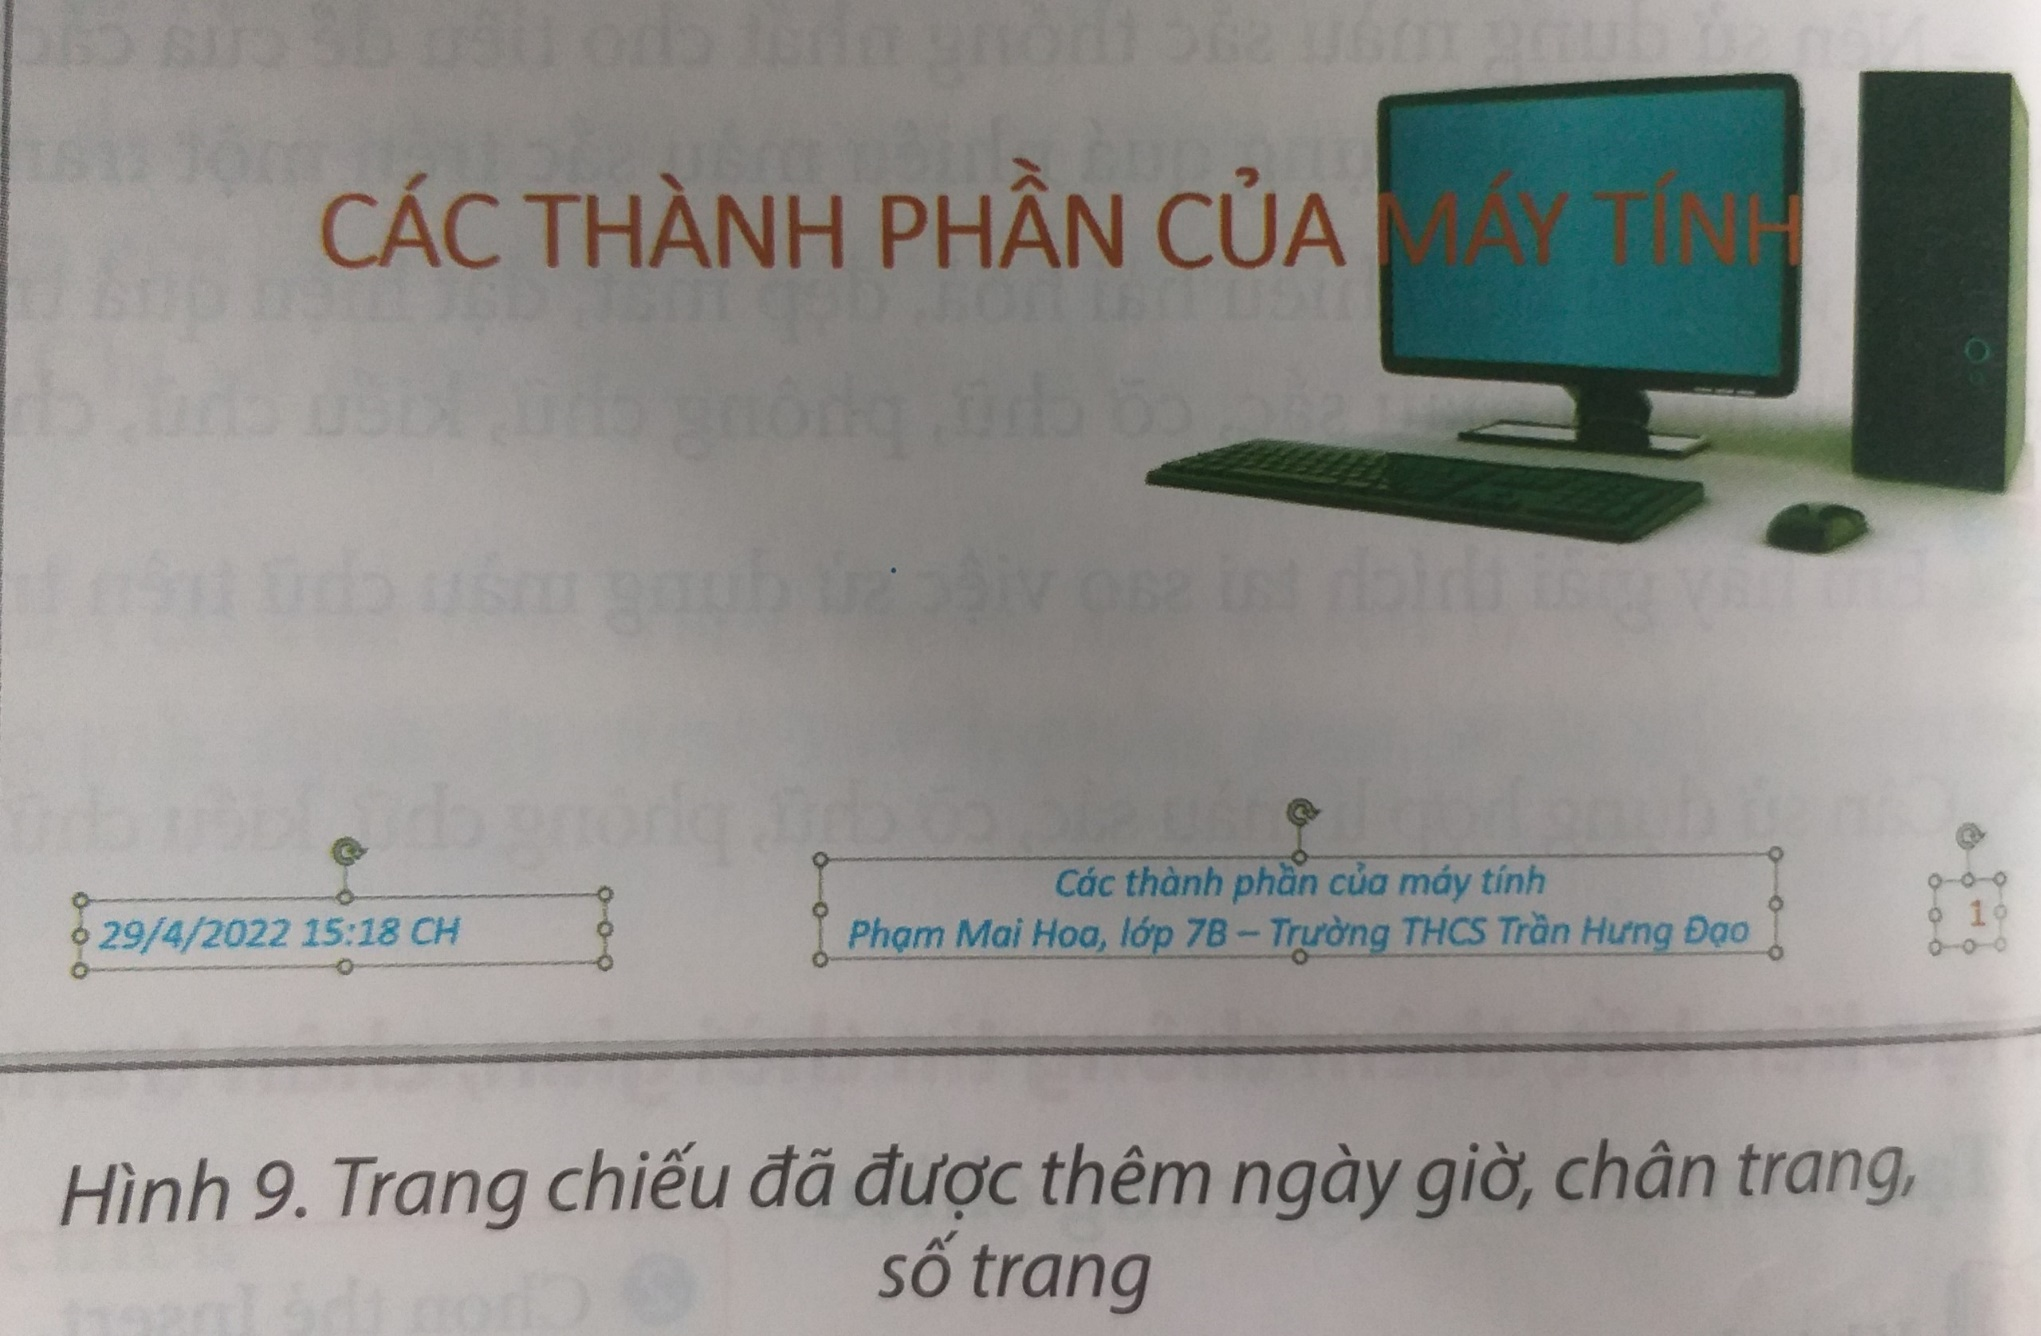 CÁC THÀNH PHẦN CỦA MÁY TÍNH
29/4/2022 15:18 CH
Các thành phần của máy tính
Phạm Mai Hoa, lớp 7B – Trường THCS Trần Hưng Đạo
1
Hình 9. Trang chiếu đã được thêm ngày giờ, chân trang,
số trang